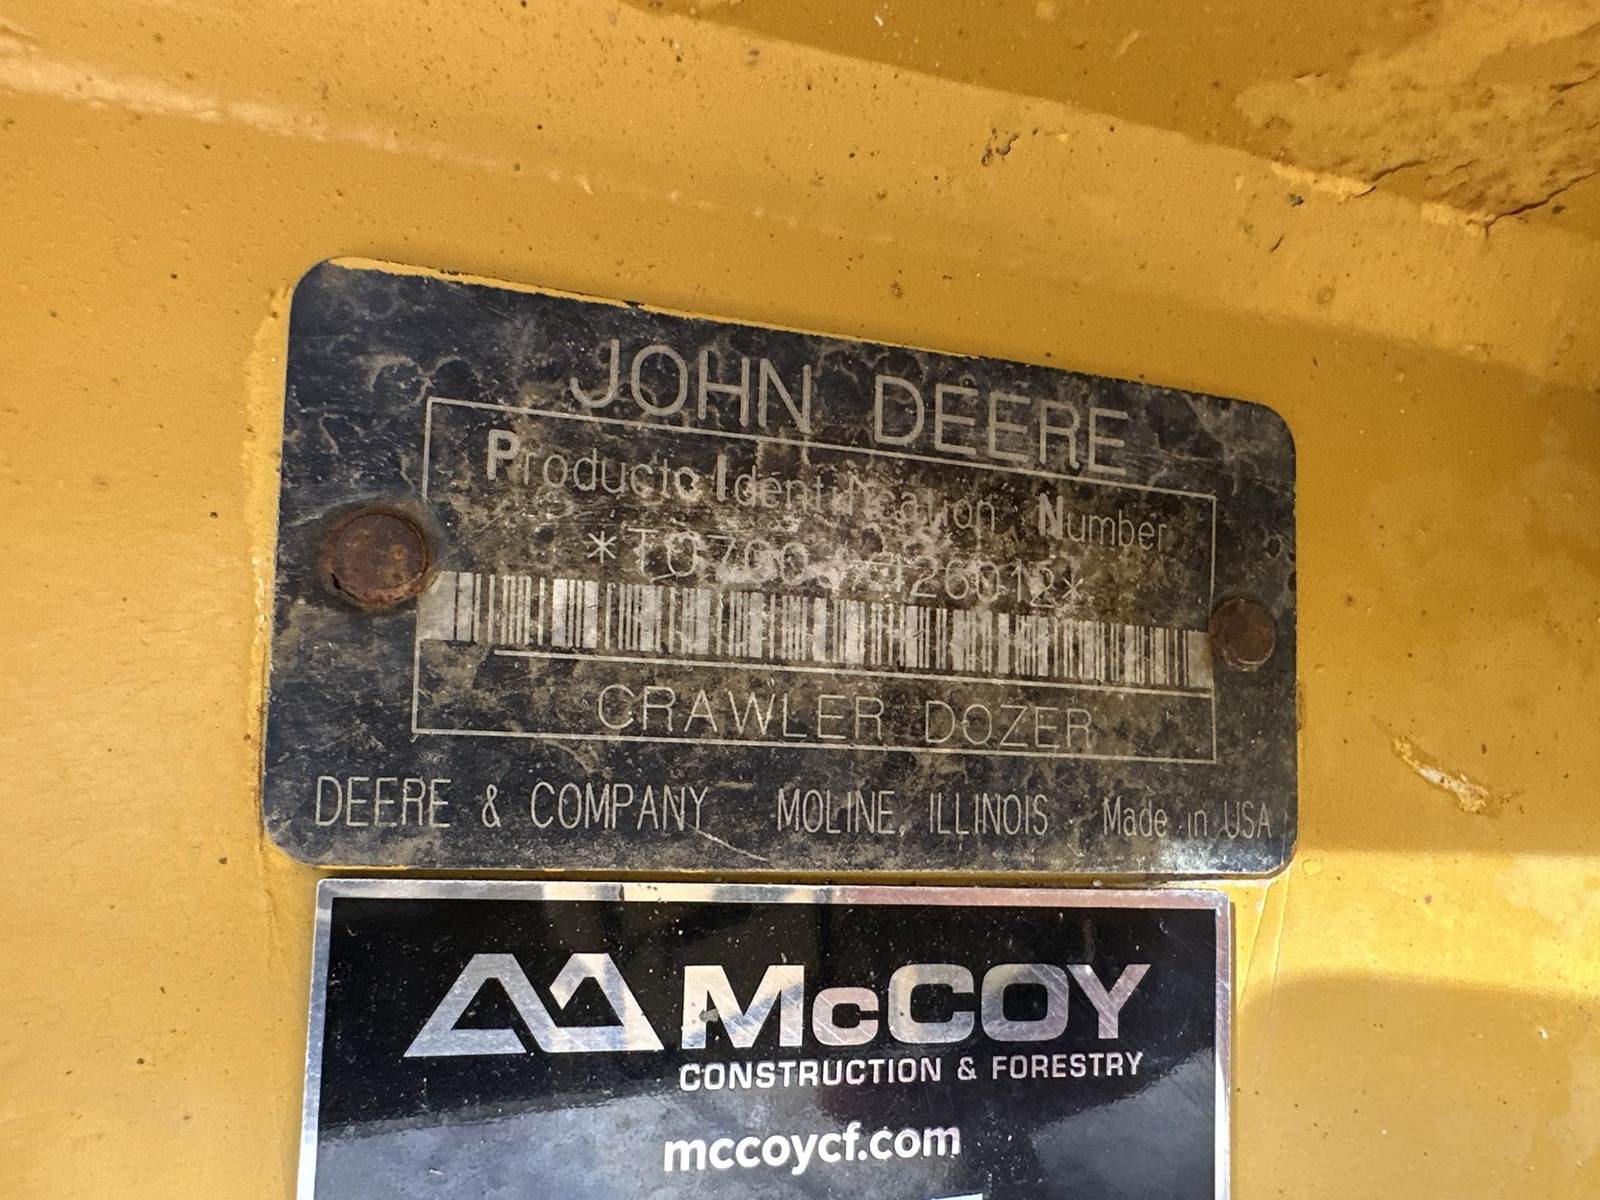 JOHN DEERE
Product Identification Number
CRAWLER DOZER
DEERE & COMPANY MOLINE, ILLINOIS Made in USA
McCOY
CONSTRUCTION & FORESTRY
mccoycf.com